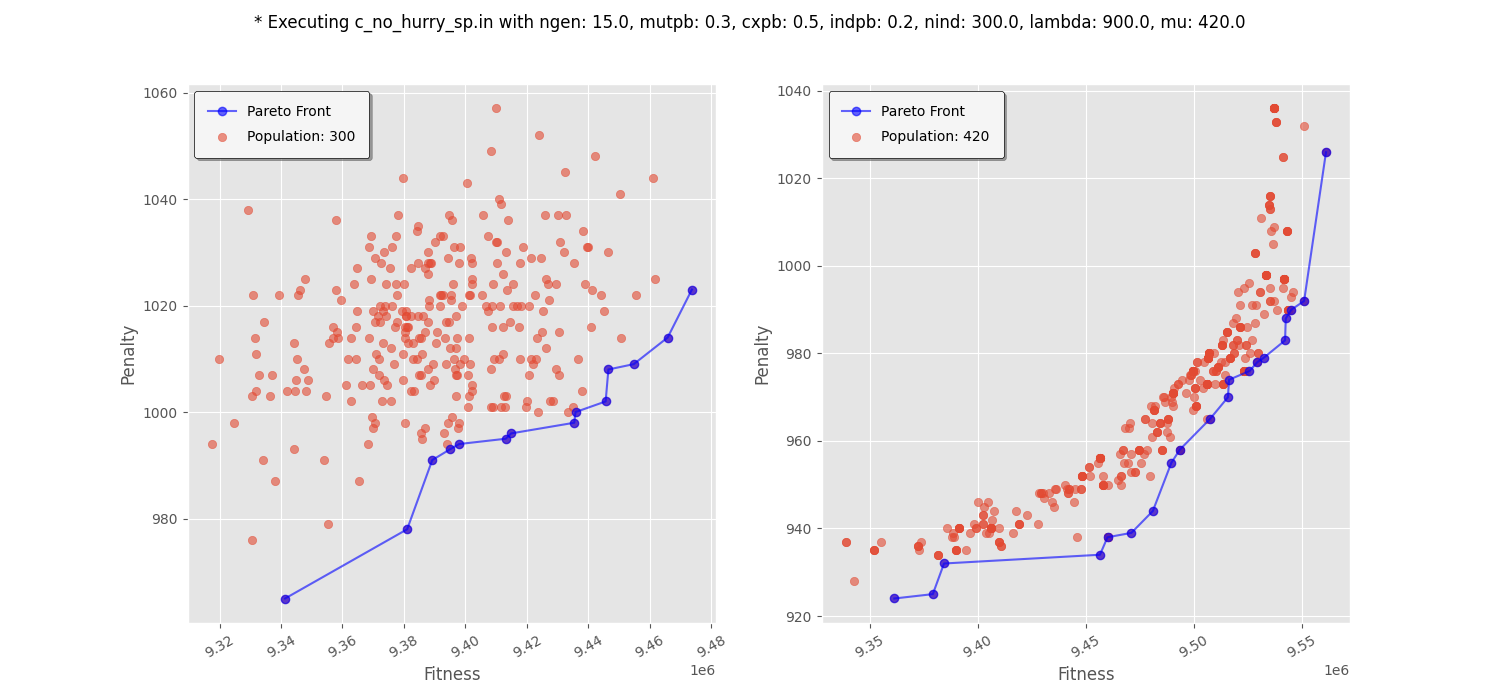 * Executing c_no_hurry_sp.in with ngen: 15.0, mutpb: 0.3, cxpb: 0.5, indpb: 0.2, nind: 300.0, lambda: 900.0, mu: 420.0
Pareto Front
Population: 300
1060
1040
1020
1000
980
Penalty
9.32
9.34
9.36
9.38
9.40
9.42
9.44
9.46
9.48
1e6
Fitness
Pareto Front
Population: 420
1040
1020
1000
980
960
940
920
Penalty
9.35
9.40
9.45
9.50
9.55
1e6
Fitness